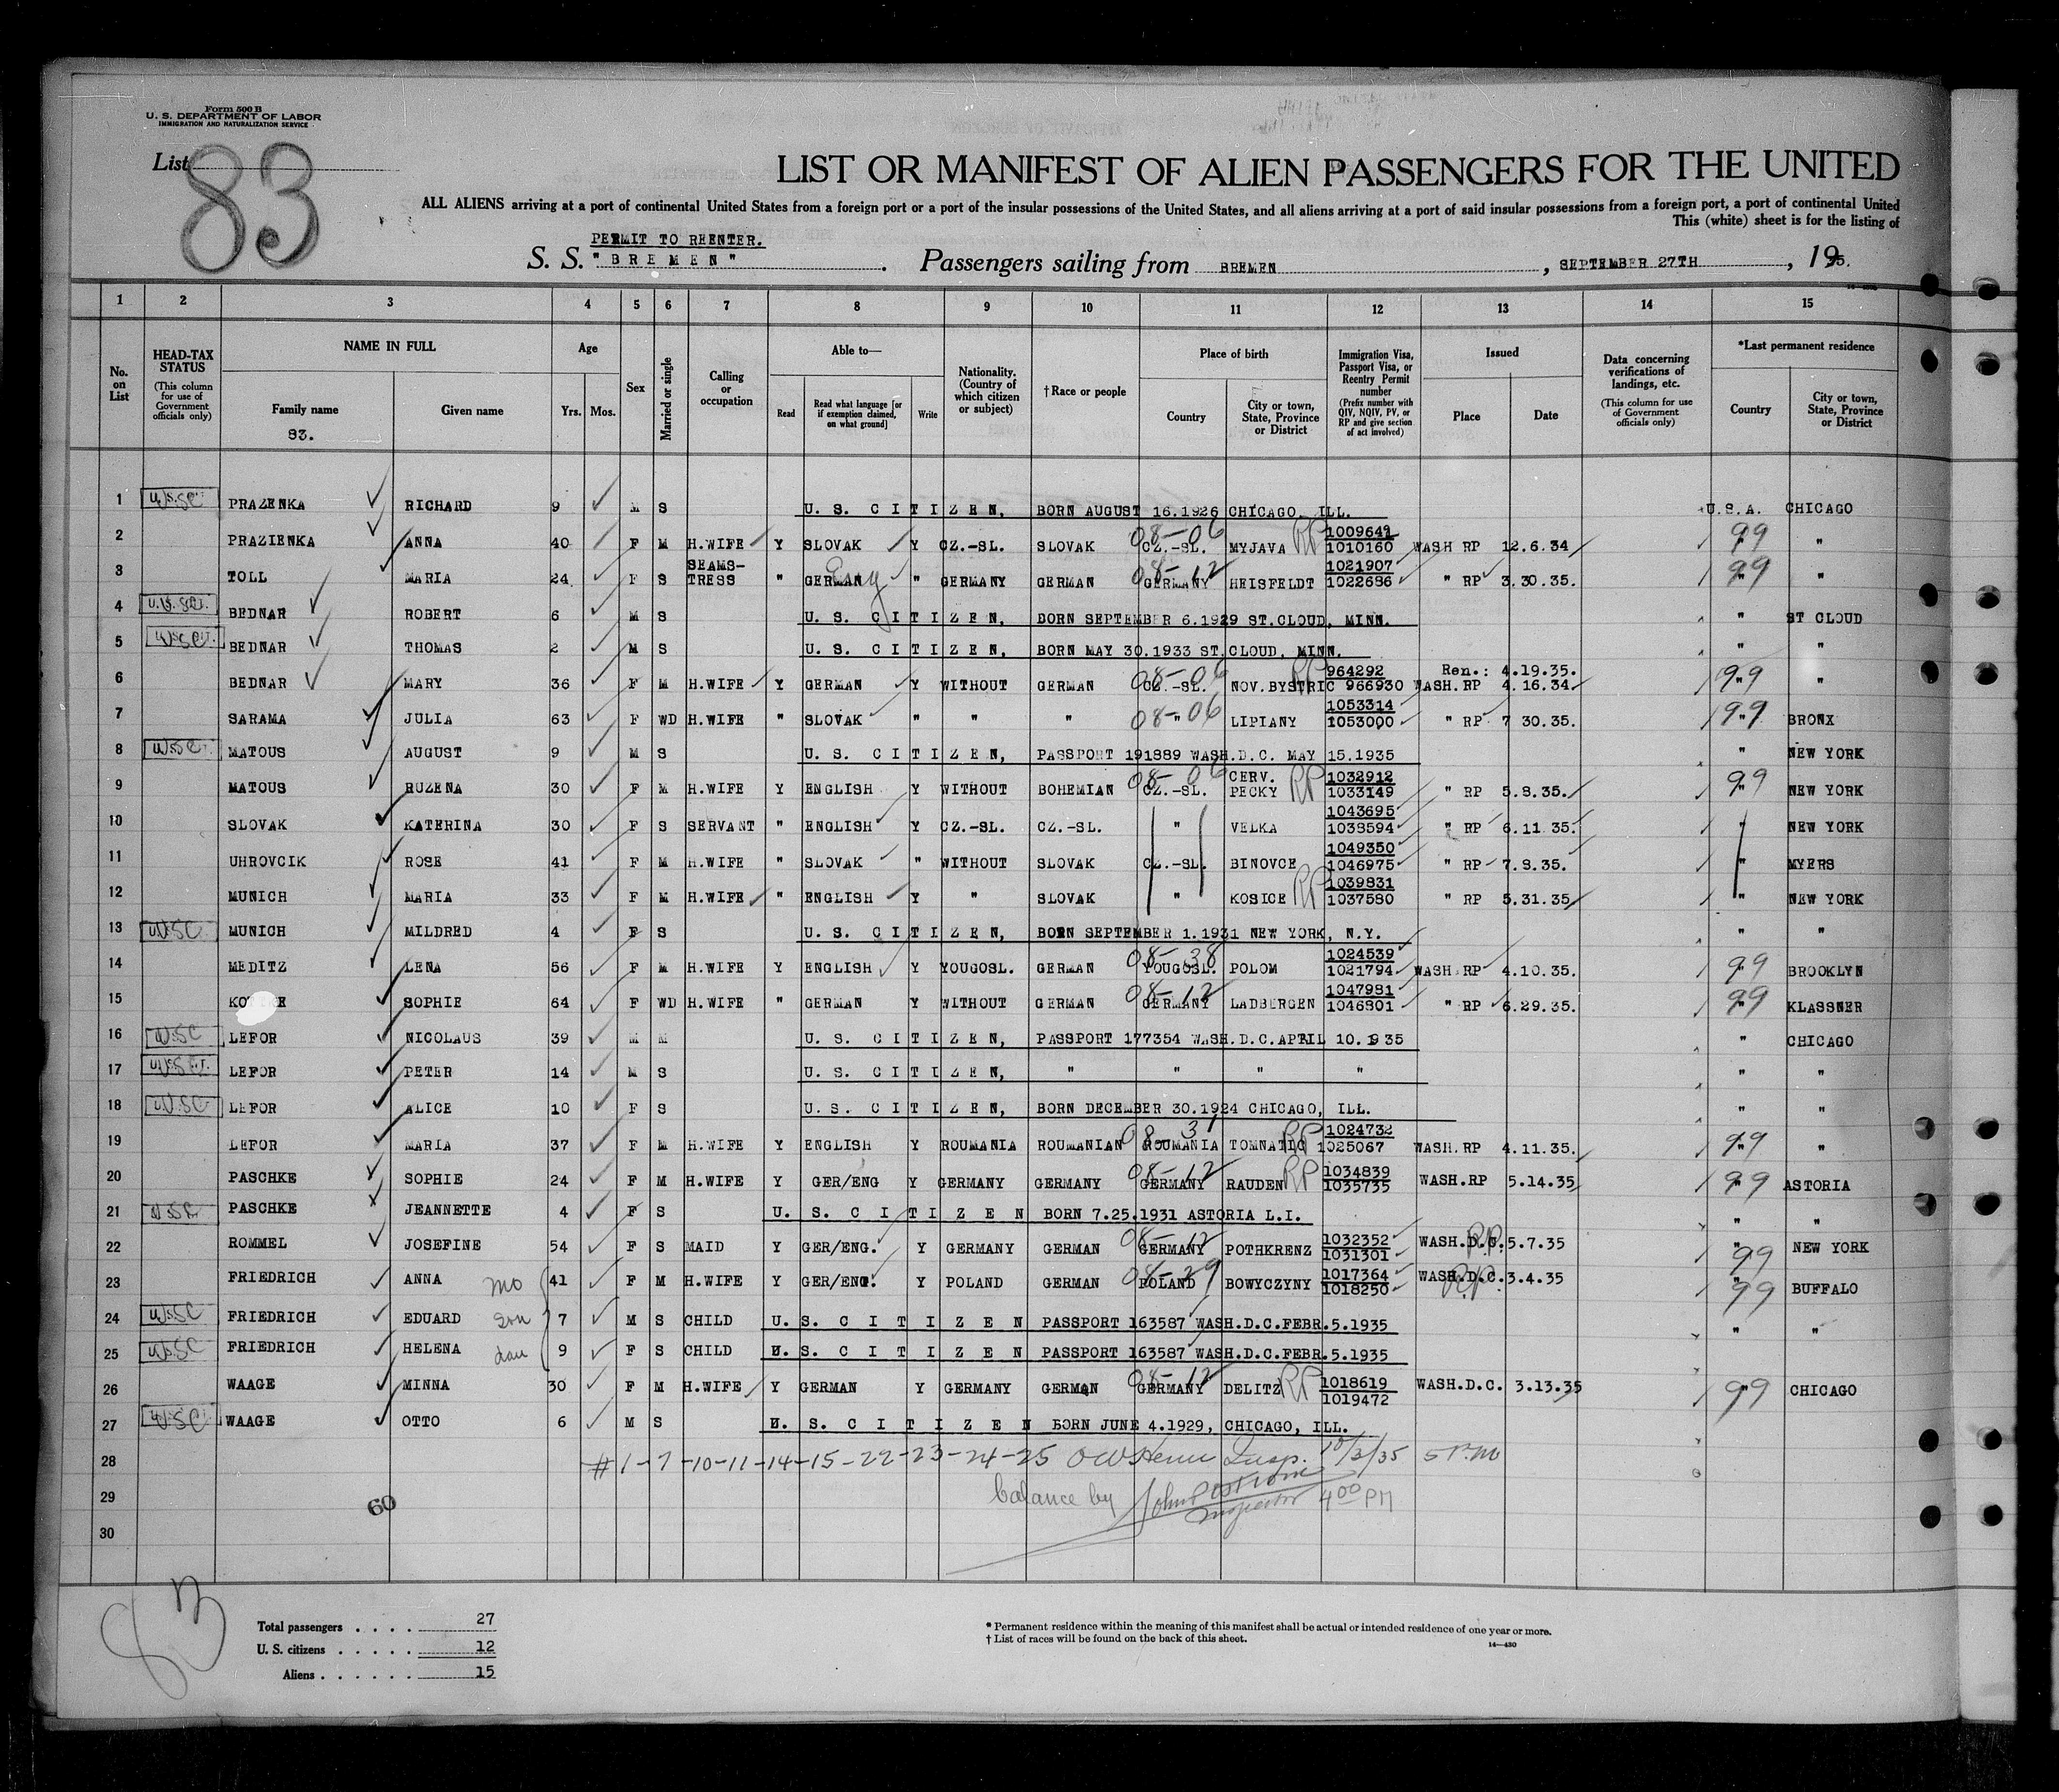 Form 500 B
U. S. DEPARTMENT OF LABOR
IMMIGRATION AND NATURALIZATION SERVICE
List 83
LIST OR MANIFEST OF ALIEN PASSENGERS FOR THE UNITED
ALL ALIENS arriving at a port of continental United States from a foreign port or a port of the insular possessions of the United States, and all aliens arriving at a port of said insular possessions from a foreign port, a port of continental United
This (white) sheet is for the listing of
PERMIT TO REENTER.
S. S. "BREMEN". Passengers sailing from BREMEN, SEPTEMBER 27TH, 1935.
1 2 3 4 5 6 7 8 9 10 11 12 13 14 15
No. on List
HEAD-TAX STATUS
(This column for use of Government officials only)
NAME IN FULL
Family name
83.
Given name
Age
Yrs. Mos.
Sex
Married or single
Calling or occupation
Able to—
Read
Read what language [or if exemption claimed, on what ground]
Write
Nationality. (Country of which citizen or subject)
†Race or people
Place of birth
Country
City or town, State, Province or District
Immigration Visa, Passport Visa, or Reentry Permit number
(Prefix number with QIV, NQIV, PV, or RP and give section of act involved)
Issued
Place
Date
Data concerning verifications of landings, etc.
(This column for use of Government officials only)
*Last permanent residence
Country
City or town, State, Province or District
1 PRAZENKA RICHARD 9 M S U. S. CITIZEN, BORN AUGUST 16.1926 CHICAGO, ILL. U.S.A. CHICAGO
2 PRAZIENKA ANNA 40 F M H.WIFE Y SLOVAK Y CZ.-SL. SLOVAK 08-06 CZ.-SL. MYJAVA RP 1009641 1010160 WASH RP 12.6.34 99 "
3 TOLL MARIA 24 F S SEAMS-TRESS " GERMAN Eng " GERMANY GERMAN 08-12 GERMANY HEISFELDT 1021907 1022686 " RP 3.30.35. 99 "
4 BEDNAR ROBERT 6 M S U. S. CITIZEN, BORN SEPTEMBER 6.1929 ST.CLOUD, MINN. " ST CLOUD
5 BEDNAR THOMAS 2 M S U. S. CITIZEN, BORN MAY 30.1933 ST.CLOUD, MINN. " "
6 BEDNAR MARY 36 F M H.WIFE Y GERMAN Y WITHOUT GERMAN 08-06 CZ.-SL. NOV.BYSTRIC RP 964292 966930 Ren.: 4.19.35. WASH.RP 4.16.34. 99 "
7 SARAMA JULIA 63 F WD H.WIFE " SLOVAK " " " 08-06 " LIPIANY 1053314 1053090 " RP 7 30.35. 99 BRONX
8 MATOUS AUGUST 9 M S U. S. CITIZEN, PASSPORT 191889 WASH.D.C. MAY 15.1935 " NEW YORK
9 MATOUS RUZENA 30 F M H.WIFE Y ENGLISH Y WITHOUT BOHEMIAN 08-06 CZ.-SL. CERV. PECKY RP 1032912 1033149 " RP 5.8.35. 99 NEW YORK
10 SLOVAK KATERINA 30 F S SERVANT " ENGLISH Y CZ.-SL. CZ.-SL. " VELKA 1043695 1038594 " RP 6.11 35. " NEW YORK
11 UHROVCIK ROSE 41 F M H.WIFE " SLOVAK " WITHOUT SLOVAK CZ.-SL BINOVCE 1049350 1046975 " RP 7.8.35. " MYERS
12 MUNICH MARIA 33 F M H.WIFE " ENGLISH Y " SLOVAK " KOSICE RP 1039831 1037580 " RP 5.31.35 " NEW YORK
13 MUNICH MILDRED 4 F S U. S. CITIZEN, BORN SEPTEMBER 1.1931 NEW YORK, N.Y. " "
14 MEDITZ LENA 56 F M H.WIFE Y ENGLISH Y YOUGOSL. GERMAN 08-38 YOUGOSL. POLOM 1024539 1021794 WASH.RP 4.10.35. 99 BROOKLYN
15 SOPHIE 64 F WD H.WIFE " GERMAN Y WITHOUT GERMAN 08-12 GERMANY LADBERGEN 1047981 1046801 " RP 6.29.35. 99 KLASSNER
16 LEFOR NICOLAUS 39 M M U. S. CITIZEN, PASSPORT 177354 WASH.D.C.APRIL 10.1935 " CHICAGO
17 LEFOR PETER 14 M S U. S. CITIZEN, " " " " " "
18 LEFOR ALICE 10 F S U. S. CITIZEN, BORN DECEMBER 30.1924 CHICAGO, ILL. " "
19 LEFOR MARIA 37 F M H.WIFE Y ENGLISH Y ROUMANIA ROUMANIAN 08-31 ROUMANIA TOMNATIC RP 1024732 1025067 WASH.RP 4.11.35. 99 "
20 PASCHKE SOPHIE 24 F M H.WIFE Y GER/ENG Y GERMANY GERMANY 08-12 GERMANY RAUDEN RP 1034839 1035735 WASH.RP 5.14.35 99 ASTORIA
21 PASCHKE JEANNETTE 4 F S U. S. CITIZEN BORN 7.25.1931 ASTORIA L.I. " "
22 ROMMEL JOSEFINE 54 F S MAID Y GER/ENG. Y GERMANY GERMAN 08-12 GERMANY POTHKRENZ 1032352 1031301 WASH.D.C. RP. 5.7.35 99 NEW YORK
23 FRIEDRICH ANNA mo 41 F M H.WIFE Y GER/ENG. Y POLAND GERMAN 08-29 POLAND BOWYCZYNY 1017364 1018250 WASH.D.C. RP. 3.4.35 99 BUFFALO
24 FRIEDRICH EDUARD son 7 M S CHILD U. S. CITIZEN PASSPORT 163587 WASH.D.C.FEBR.5.1935 " "
25 FRIEDRICH HELENA dau 9 F S CHILD U. S. CITIZEN PASSPORT 163587 WASH.D.C.FEBR.5.1935
26 WAAGE MINNA 30 F M H.WIFE Y GERMAN Y GERMANY GERMAN 08-12 GERMANY DELITZ RP 1018619 1019472 WASH.D.C. 3.13.35 99 CHICAGO
27 WAAGE OTTO 6 M S U. S. CITIZEN BORN JUNE 4.1929, CHICAGO, ILL.
28 #1-7-10-11-14-15-22-23-24-25 Insp. 10/3/35 5 P.M
29 balance by John Inspector 4 00 PM
60
30
83
Total passengers . . . . 27
U. S. citizens . . . . . 12
Aliens . . . . . . 15
* Permanent residence within the meaning of this manifest shall be actual or intended residence of one year or more.
† List of races will be found on the back of this sheet.
14—430